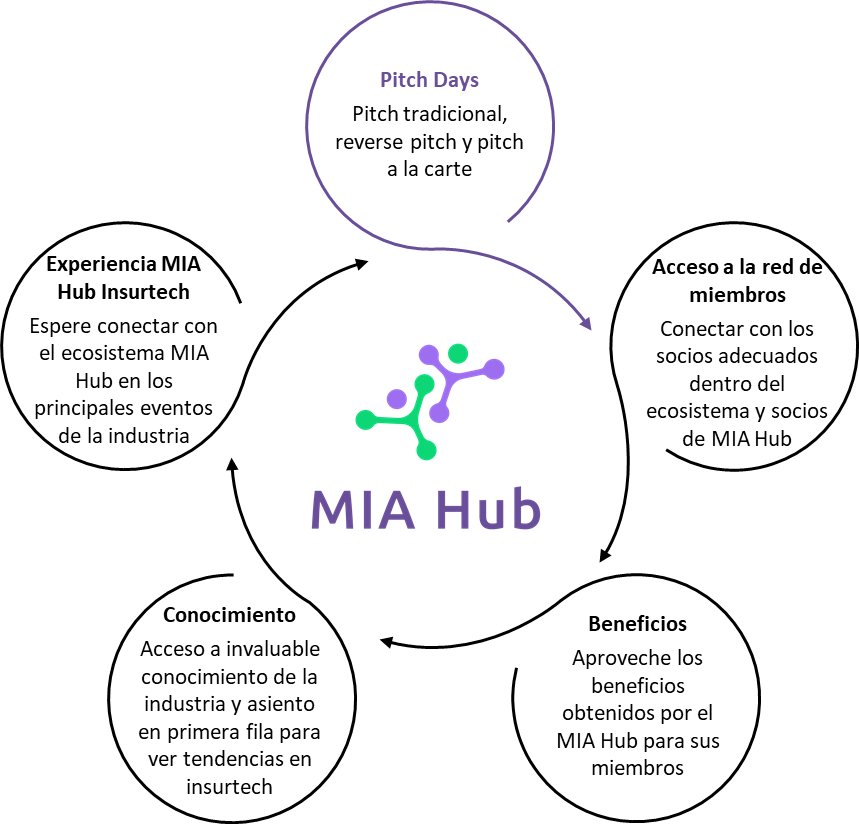 Pitch Days
Pitch tradicional,
reverse pitch y pitch
a la carte
Acceso a la red de
miembros
Conectar con los
socios adecuados
dentro del
ecosistema y socios
de MIA Hub
Beneficios
Aproveche los
beneficios
obtenidos por el
MIA Hub para sus
miembros
Conocimiento
Acceso a invaluable
conocimiento de la
industria y asiento
en primera fila para
ver tendencias en
insurtech
Experiencia MIA
Hub Insurtech
Espere conectar con
el ecosistema MIA
Hub en los
principales eventos
de la industria
MIA Hub